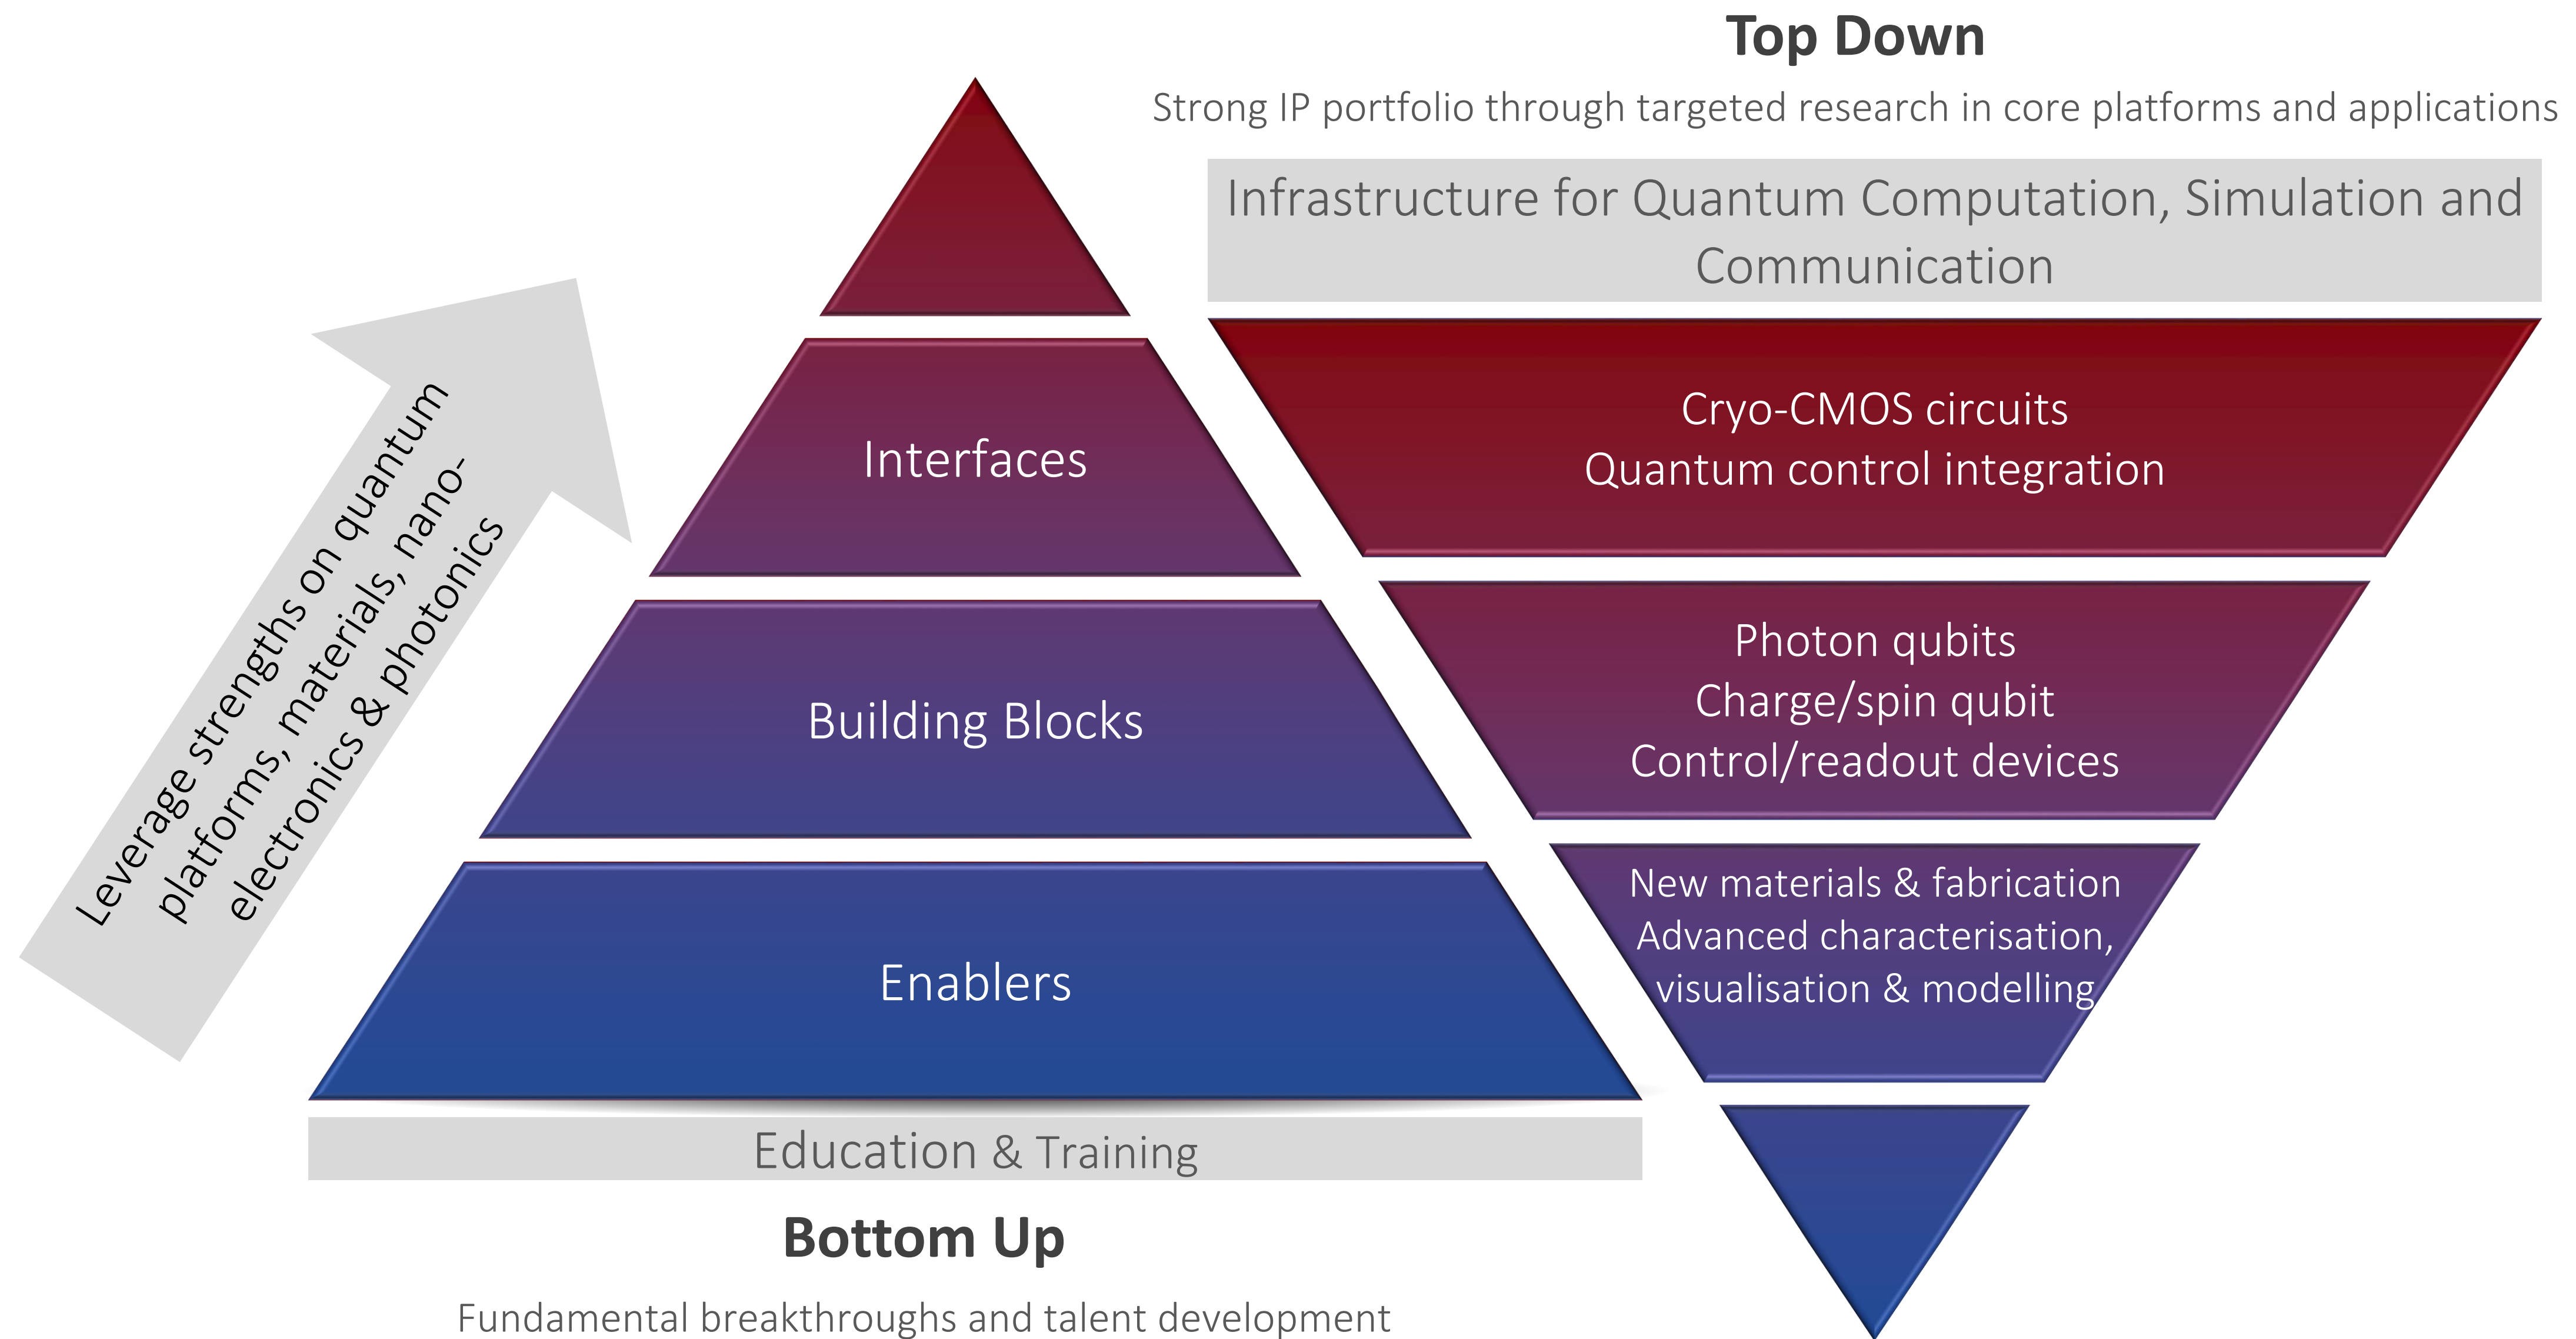 Top Down
Strong IP portfolio through targeted research in core platforms and applications
Infrastructure for Quantum Computation, Simulation and
Communication
Leverage strengths on quantum
platforms, materials, nano-
electronics & photonics
Interfaces
Building Blocks
Enablers
Cryo-CMOS circuits
Quantum control integration
Photon qubits
Charge/spin qubit
Control/readout devices
New materials & fabrication
Advanced characterisation,
visualisation & modelling
Education & Training
Bottom Up
Fundamental breakthroughs and talent development